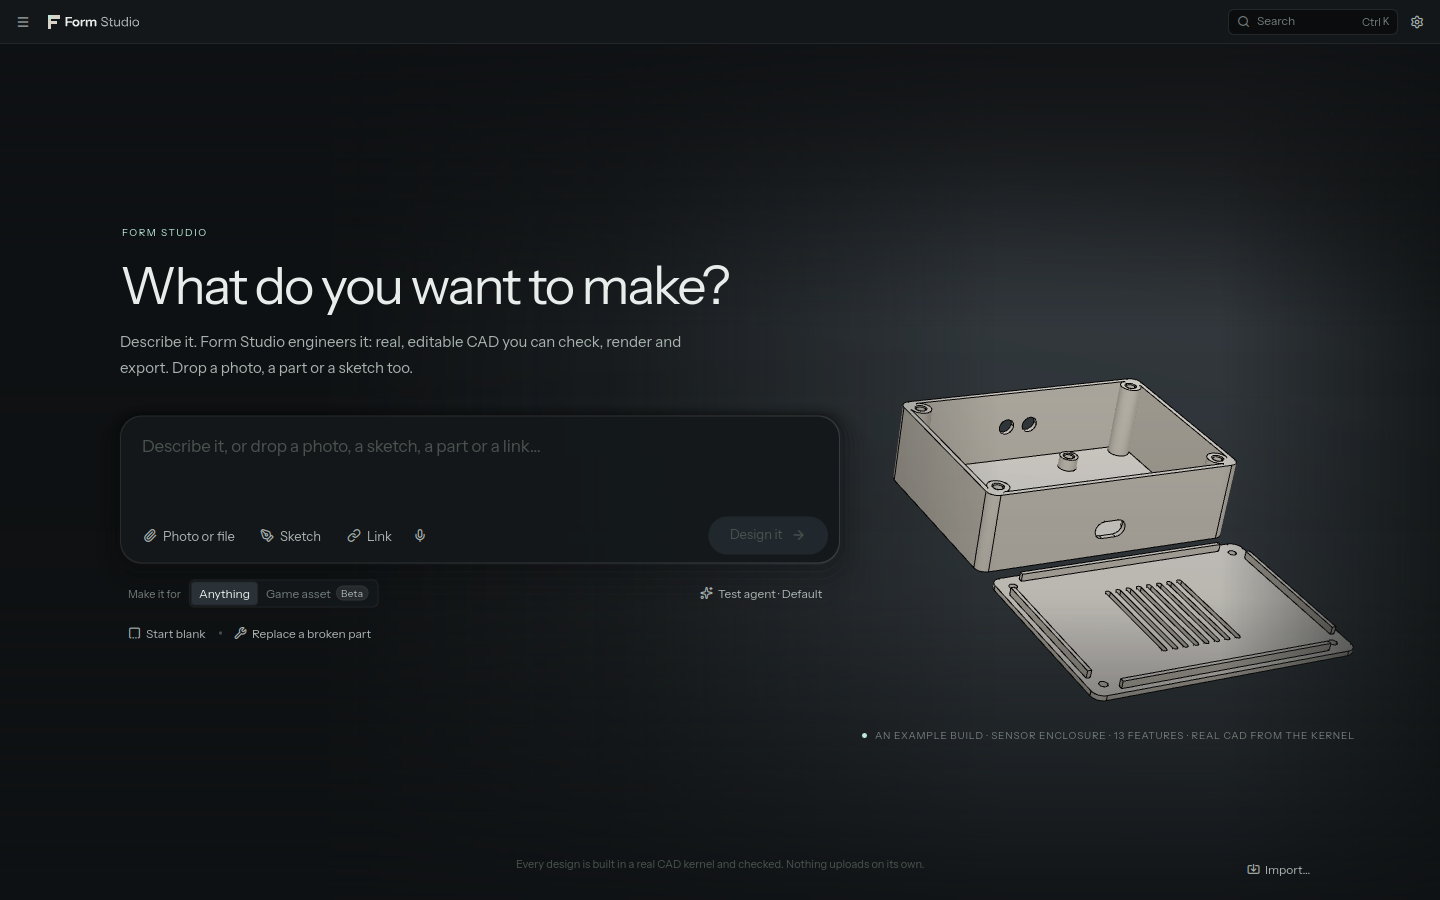 Form Studio
Search Ctrl K
FORM STUDIO
What do you want to make?
Describe it. Form Studio engineers it: real, editable CAD you can check, render and
export. Drop a photo, a part or a sketch too.
Describe it, or drop a photo, a sketch, a part or a link...
Photo or file Sketch Link Design it
Make it for Anything Game asset Beta Test agent · Default
Start blank · Replace a broken part
AN EXAMPLE BUILD · SENSOR ENCLOSURE · 13 FEATURES · REAL CAD FROM THE KERNEL
Every design is built in a real CAD kernel and checked. Nothing uploads on its own.
Import...